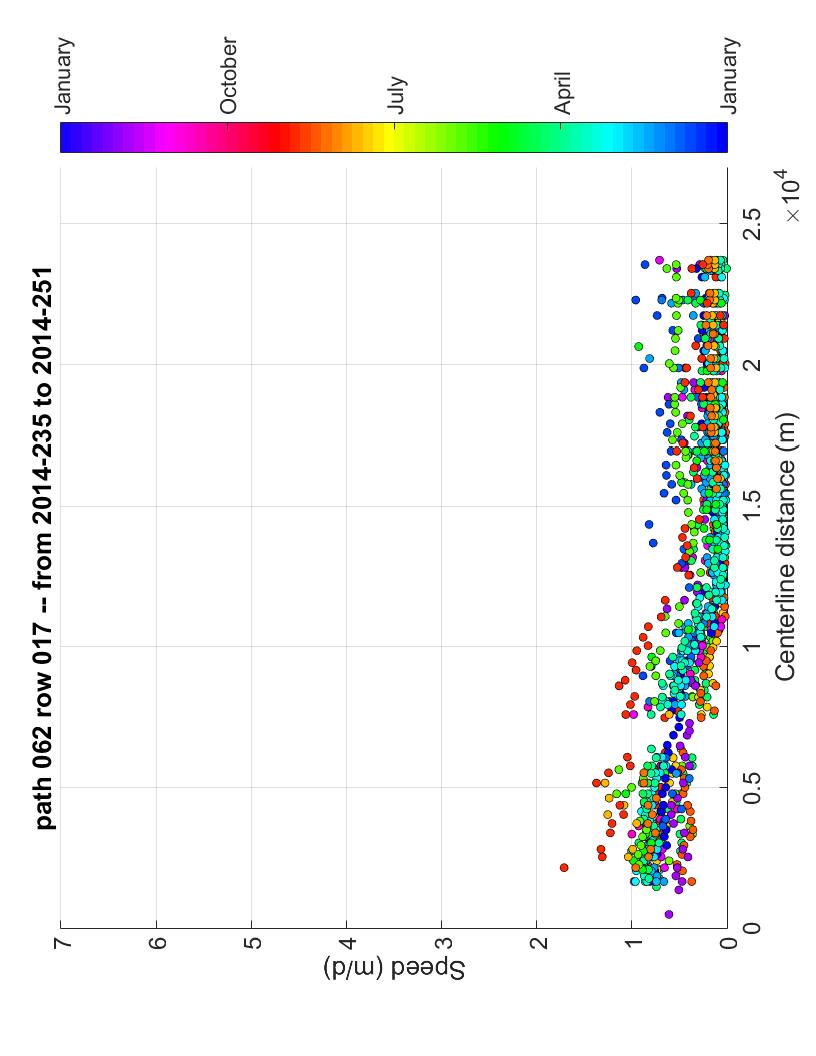 path 062 row 017 -- from 2014-235 to 2014-251
7
6
5
4
3
2
1
0
Speed (m/d)
0
0.5
1
1.5
2
2.5
×10⁴
Centerline distance (m)
January
October
July
April
January